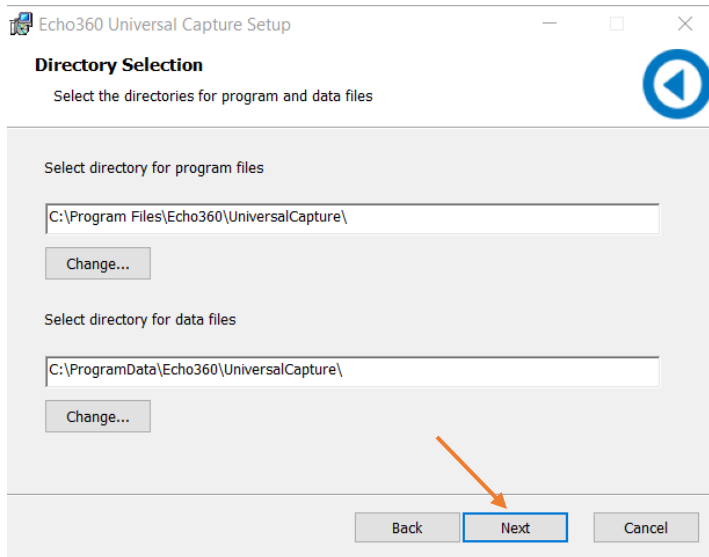 Echo360 Universal Capture Setup
Directory Selection
Select the directories for program and data files
Select directory for program files
C:\Program Files\Echo360\UniversalCapture\
Change...
Select directory for data files
C:\ProgramData\Echo360\UniversalCapture\
Change...
Back Next Cancel